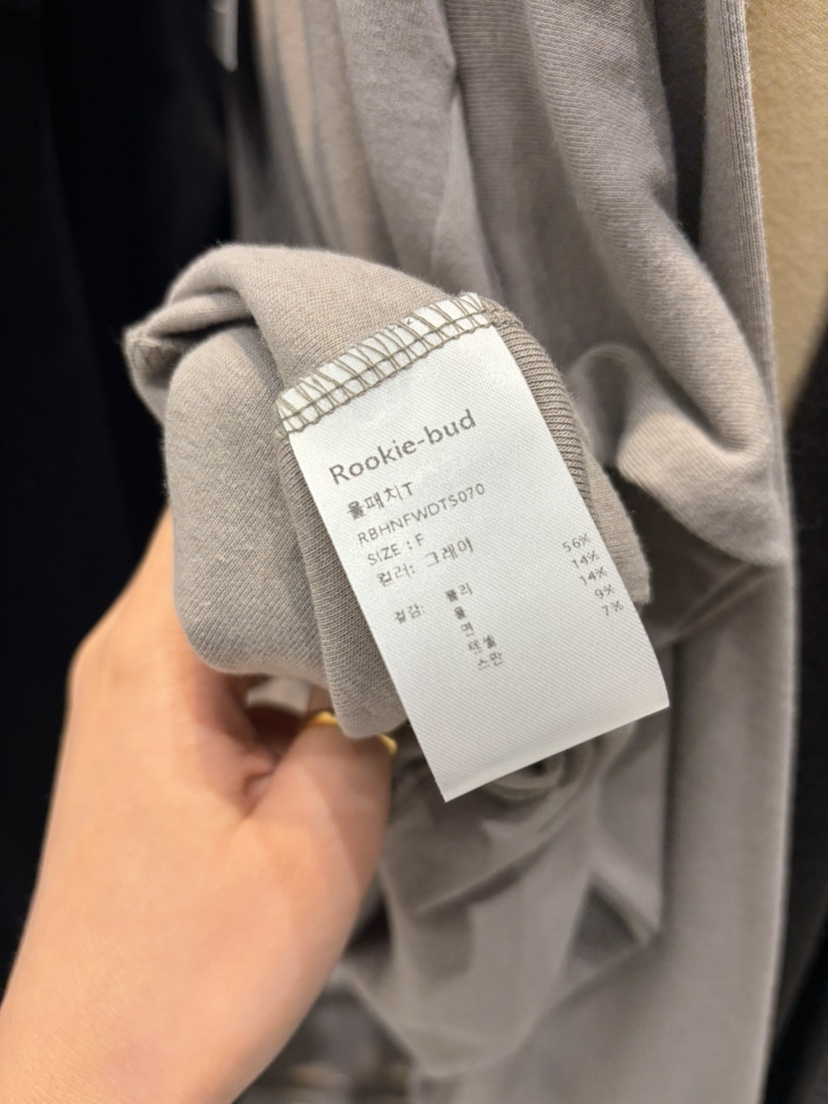 Rookie-bud
울패치T
RBHNFWDTS070
SIZE : F
컬러: 그레이
겉감: 폴리 56%
울 14%
면 14%
텐셀 9%
스판 7%